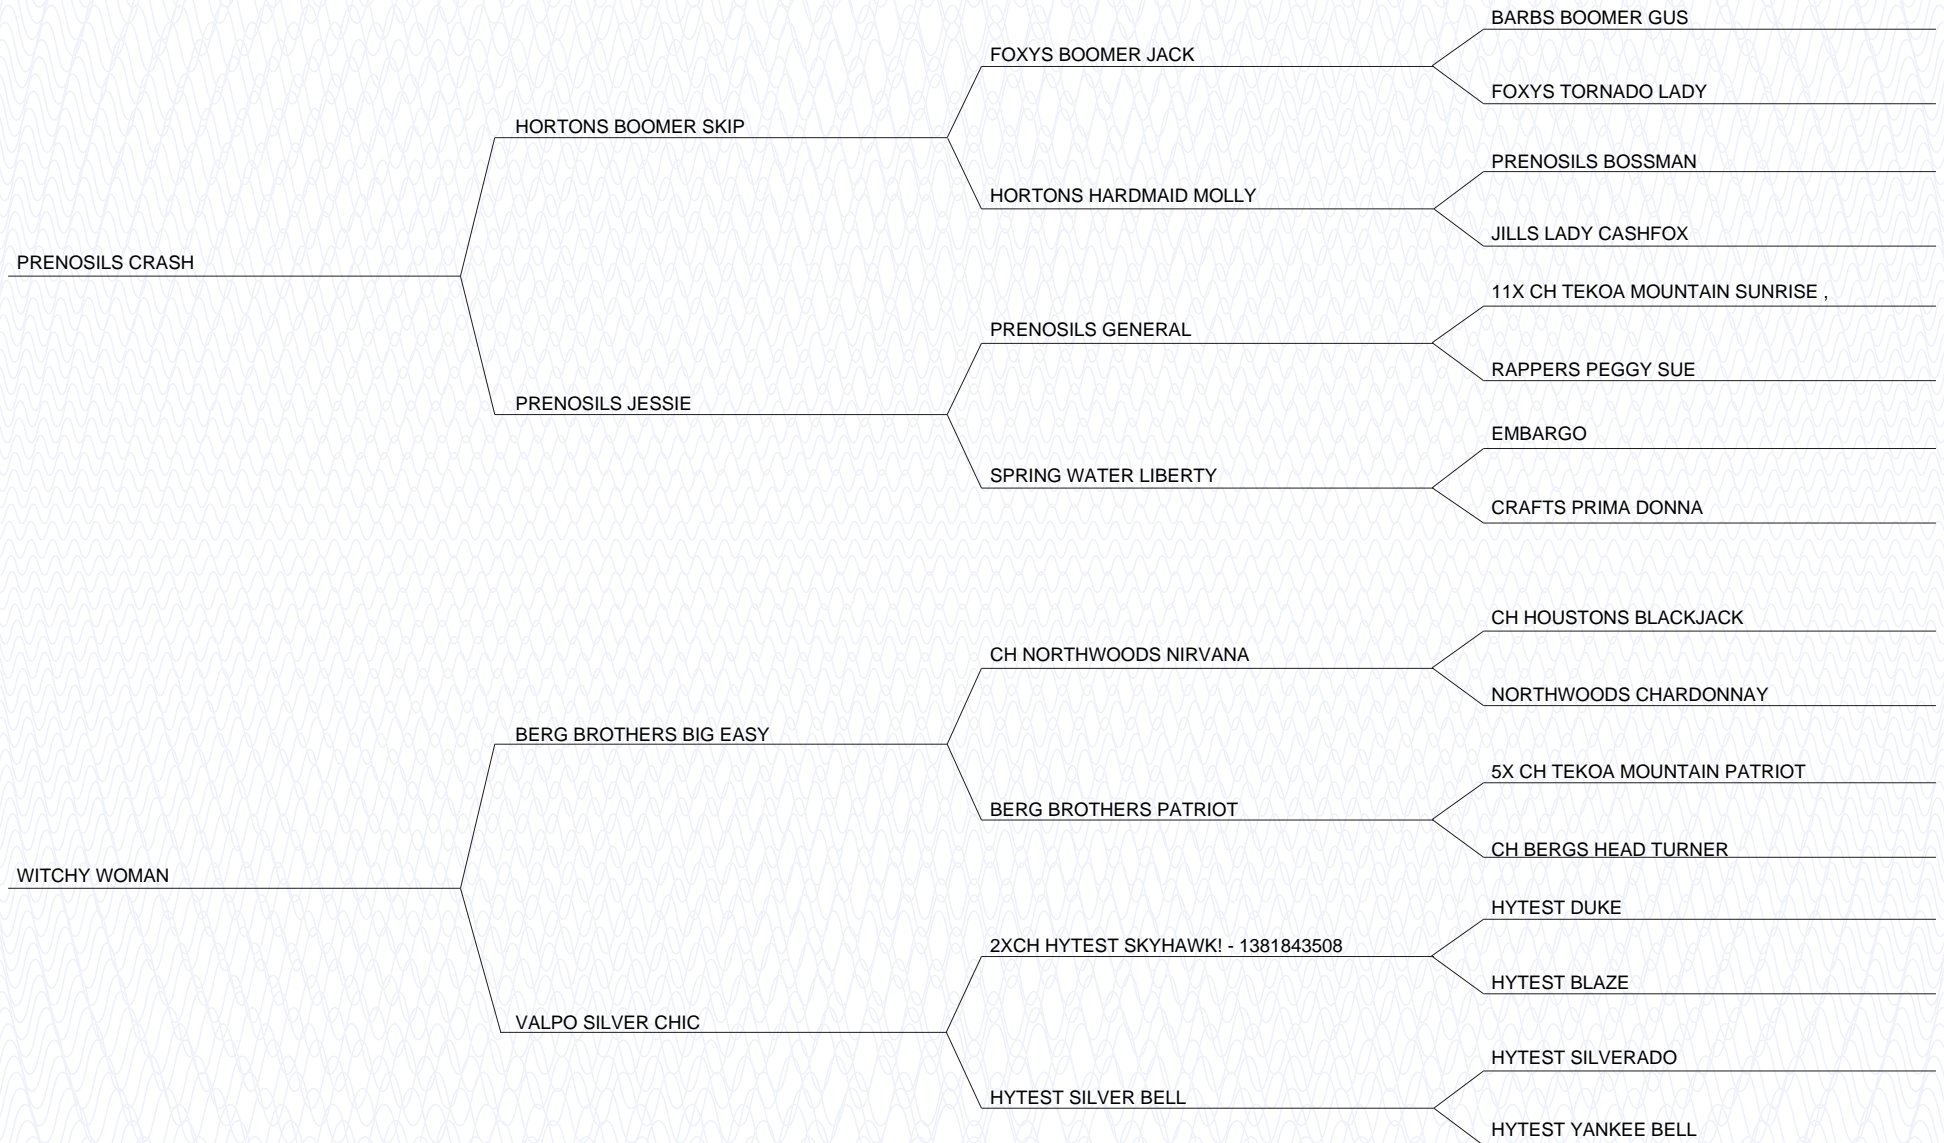 BARBS BOOMER GUS
FOXYS BOOMER JACK
FOXYS TORNADO LADY
HORTONS BOOMER SKIP
PRENOSILS BOSSMAN
HORTONS HARDMAID MOLLY
JILLS LADY CASHFOX
PRENOSILS CRASH
11X CH TEKOA MOUNTAIN SUNRISE ,
PRENOSILS GENERAL
RAPPERS PEGGY SUE
PRENOSILS JESSIE
EMBARGO
SPRING WATER LIBERTY
CRAFTS PRIMA DONNA
CH HOUSTONS BLACKJACK
CH NORTHWOODS NIRVANA
NORTHWOODS CHARDONNAY
BERG BROTHERS BIG EASY
5X CH TEKOA MOUNTAIN PATRIOT
BERG BROTHERS PATRIOT
CH BERGS HEAD TURNER
WITCHY WOMAN
HYTEST DUKE
2XCH HYTEST SKYHAWK! - 1381843508
HYTEST BLAZE
VALPO SILVER CHIC
HYTEST SILVERADO
HYTEST SILVER BELL
HYTEST YANKEE BELL